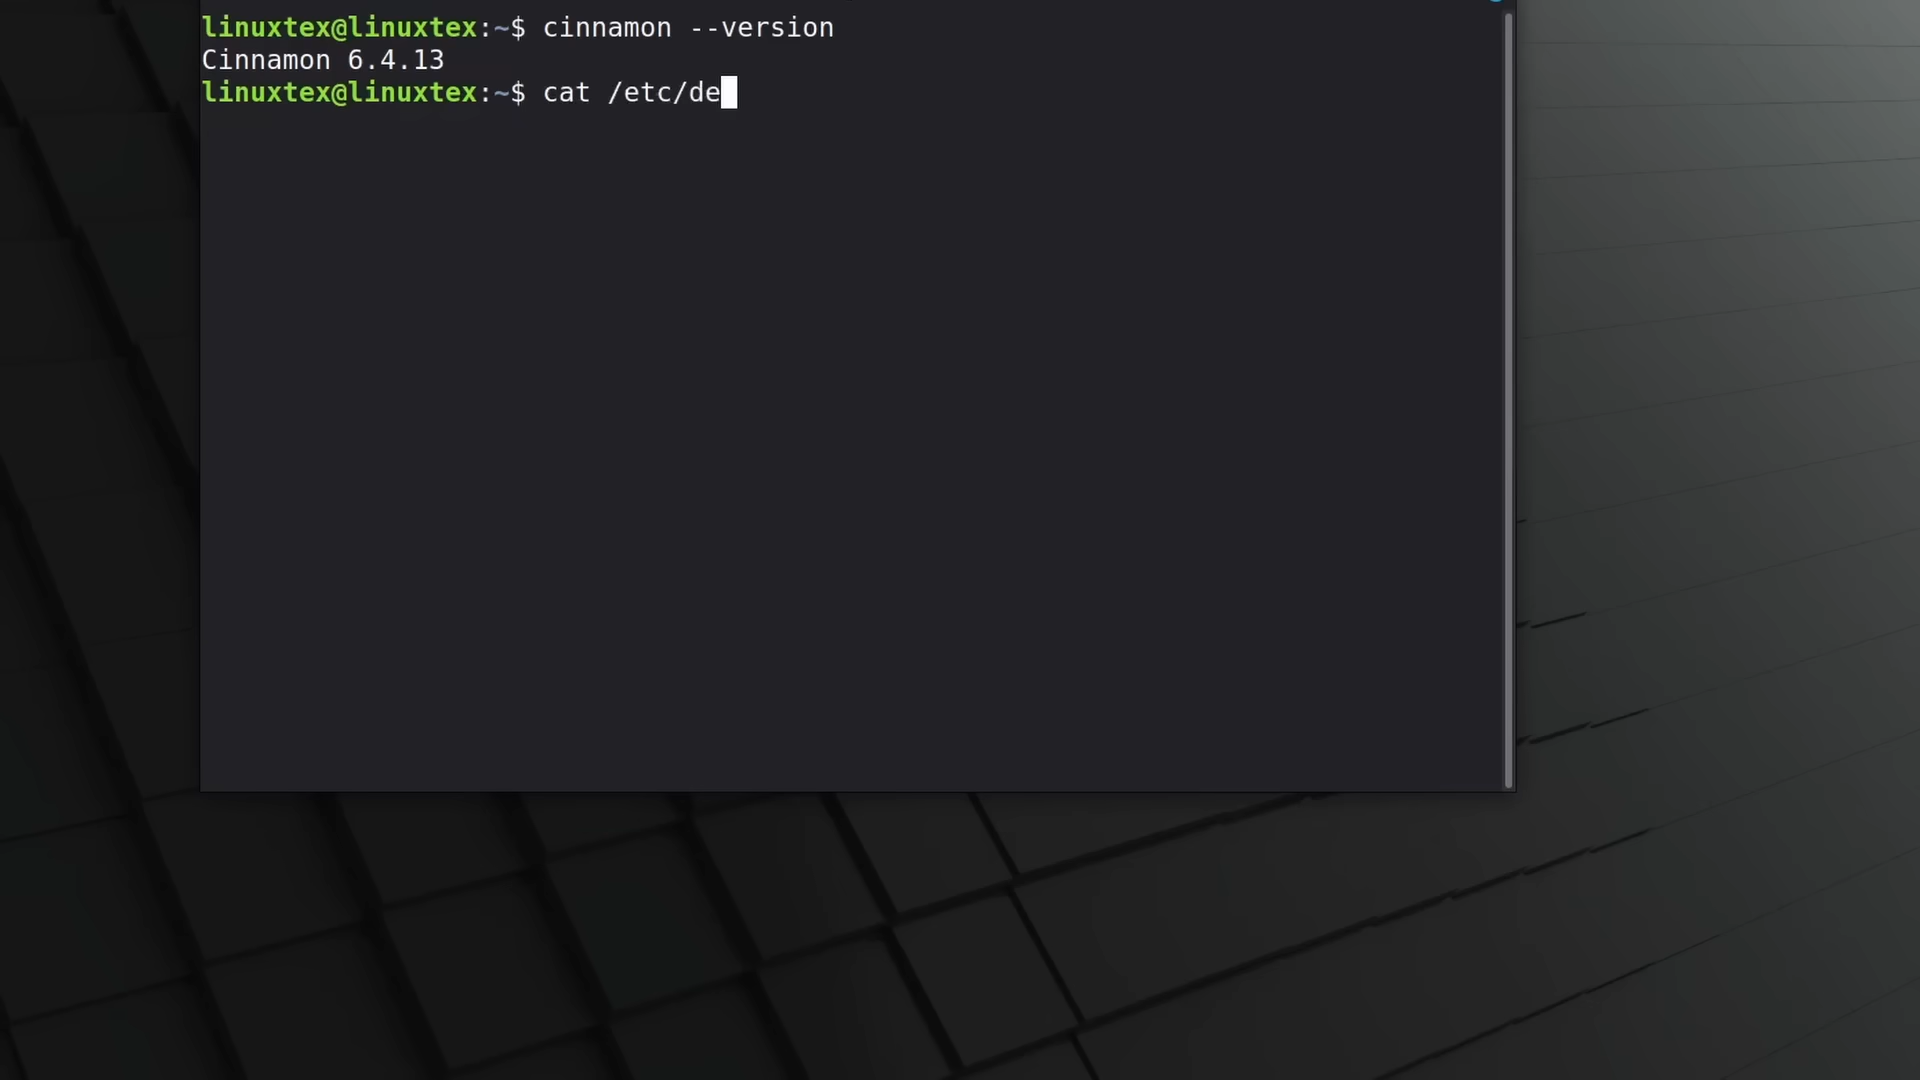 linuxtex@linuxtex:~$ cinnamon --version
Cinnamon 6.4.13
linuxtex@linuxtex:~$ cat /etc/de